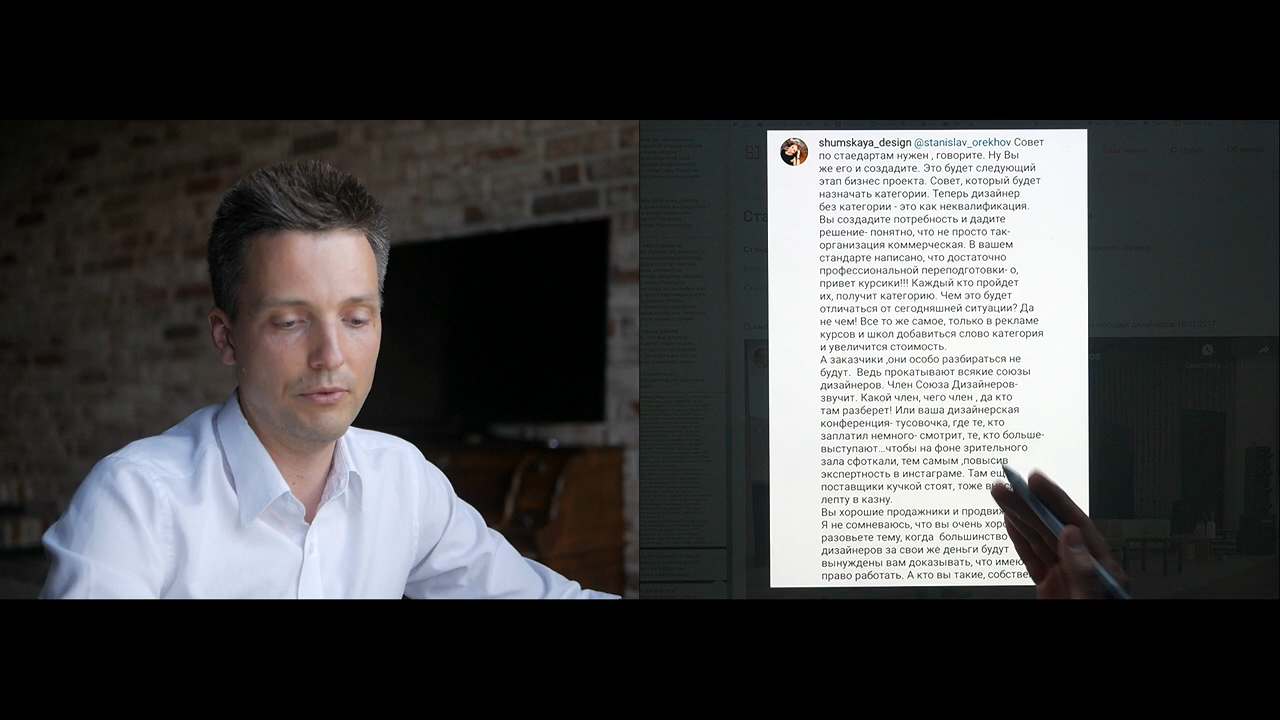 shumskaya_design @stanislav_orekhov Совет
по стаедартам нужен , говорите. Ну Вы
же его и создадите. Это будет следующий
этап бизнес проекта. Совет, который будет
назначать категории. Теперь дизайнер
без категории - это как неквалификация.
Вы создадите потребность и дадите
решение- понятно, что не просто так-
организация коммерческая. В вашем
стандарте написано, что достаточно
профессиональной переподготовки- о,
привет курсики!!! Каждый кто пройдет
их, получит категорию. Чем это будет
отличаться от сегодняшней ситуации? Да
не чем! Все то же самое, только в рекламе
курсов и школ добавиться слово категория
и увеличится стоимость.
А заказчики ,они особо разбираться не
будут. Ведь прокатывают всякие союзы
дизайнеров. Член Союза Дизайнеров-
звучит. Какой член, чего член , да кто
там разберет! Или ваша дизайнерская
конференция- тусовочка, где те, кто
заплатил немного- смотрит, те, кто больше-
выступают...чтобы на фоне зрительного
зала сфоткали, тем самым ,повысив
экспертность в инстаграме. Там ещ
поставщики кучкой стоят, тоже
лепту в казну.
Вы хорошие продажники и продвиж
Я не сомневаюсь, что вы очень хоро
разовьете тему, когда большинство
дизайнеров за свои же деньги будут
вынуждены вам доказывать, что имею
право работать. А кто вы такие, собствен